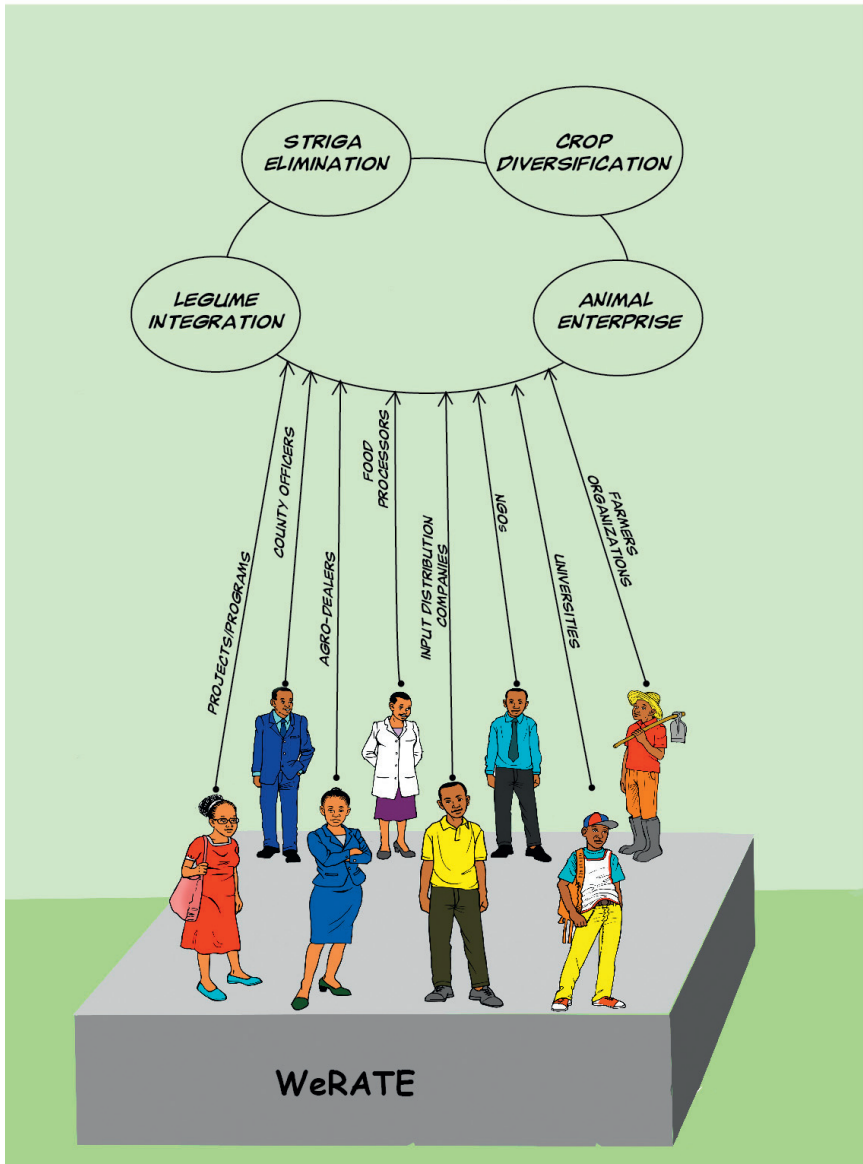 STRIGA
ELIMINATION
CROP
DIVERSIFICATION
LEGUME
INTEGRATION
ANIMAL
ENTERPRISE
PROJECTS/PROGRAMS
COUNTY OFFICERS
AGRO-DEALERS
FOOD
PROCESSORS
INPUT DISTRIBUTION
COMPANIES
NGOS
UNIVERSITIES
FARMERS
ORGANIZATIONS
WeRATE